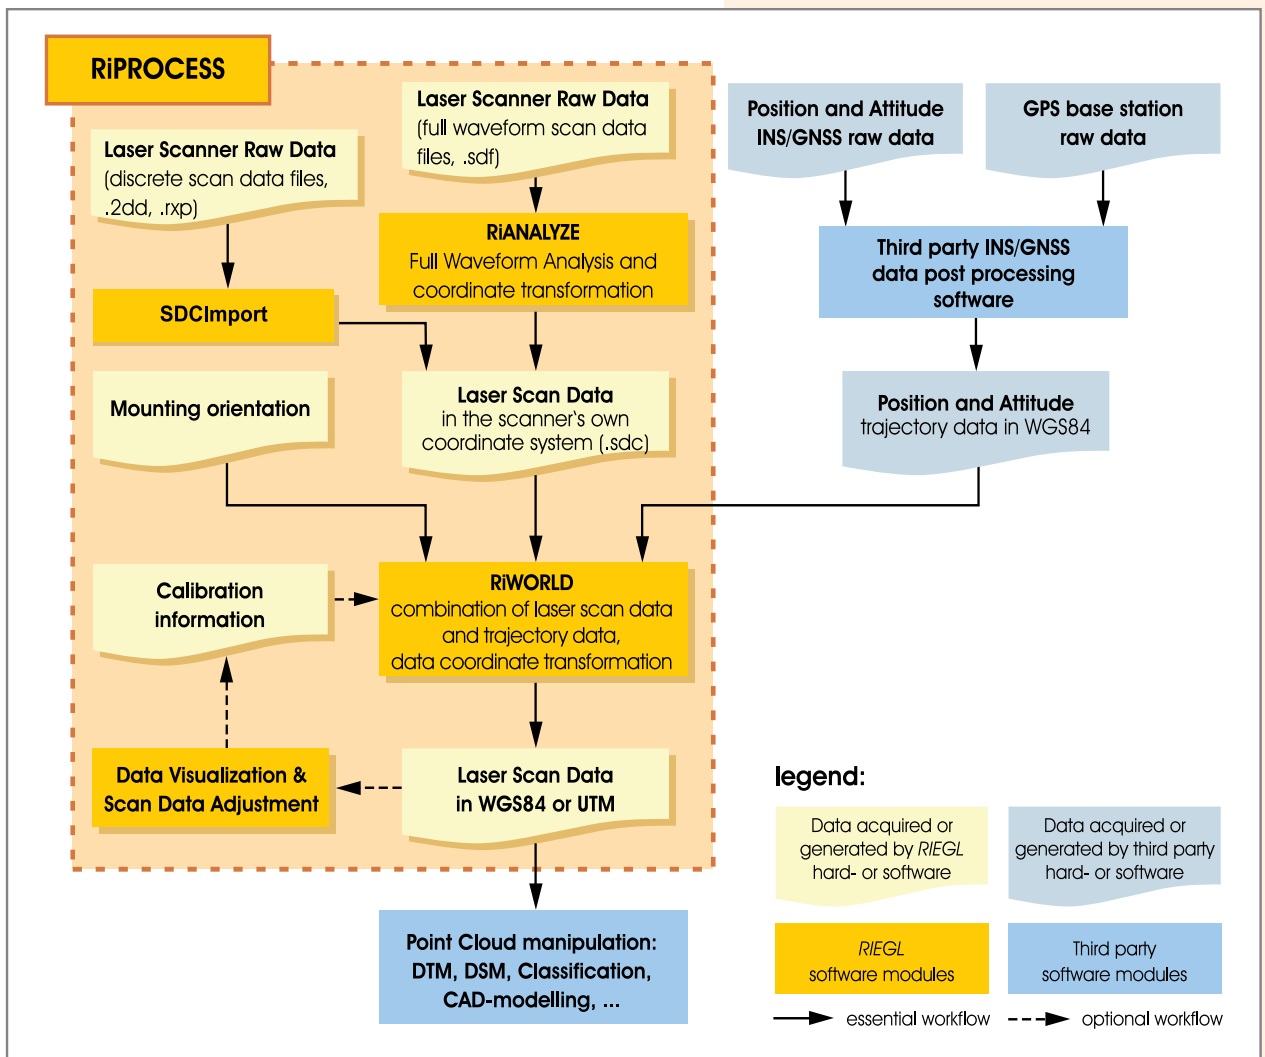 RiPROCESS
Laser Scanner Raw Data
(discrete scan data files,
.2dd, .rxp)
Laser Scanner Raw Data
(full waveform scan data
files, .sdf)
Position and Attitude
INS/GNSS raw data
GPS base station
raw data
RiANALYZE
Full Waveform Analysis and
coordinate transformation
Third party INS/GNSS
data post processing
software
SDCImport
Mounting orientation
Laser Scan Data
in the scanner's own
coordinate system (.sdc)
Position and Attitude
trajectory data in WGS84
Calibration
information
RiWORLD
combination of laser scan data
and trajectory data,
data coordinate transformation
Data Visualization &
Scan Data Adjustment
Laser Scan Data
in WGS84 or UTM
Point Cloud manipulation:
DTM, DSM, Classification,
CAD-modelling, ...
legend:
Data acquired or
generated by RIEGL
hard- or software
Data acquired or
generated by third party
hard- or software
RIEGL
software modules
Third party
software modules
essential workflow
optional workflow